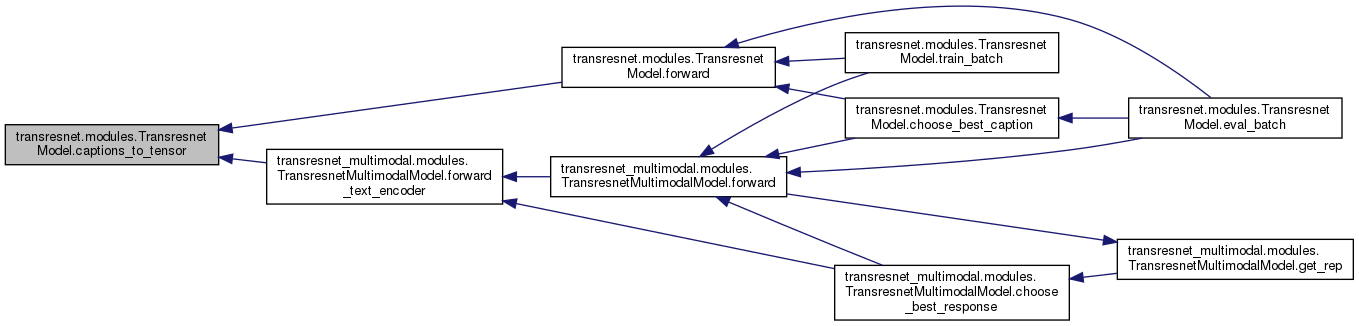 transresnet.modules.Transresnet
Model.captions_to_tensor
transresnet.modules.Transresnet
Model.forward
transresnet_multimodal.modules.
TransresnetMultimodalModel.forward
_text_encoder
transresnet.modules.Transresnet
Model.train_batch
transresnet.modules.Transresnet
Model.choose_best_caption
transresnet_multimodal.modules.
TransresnetMultimodalModel.forward
transresnet.modules.Transresnet
Model.eval_batch
transresnet_multimodal.modules.
TransresnetMultimodalModel.choose
_best_response
transresnet_multimodal.modules.
TransresnetMultimodalModel.get_rep